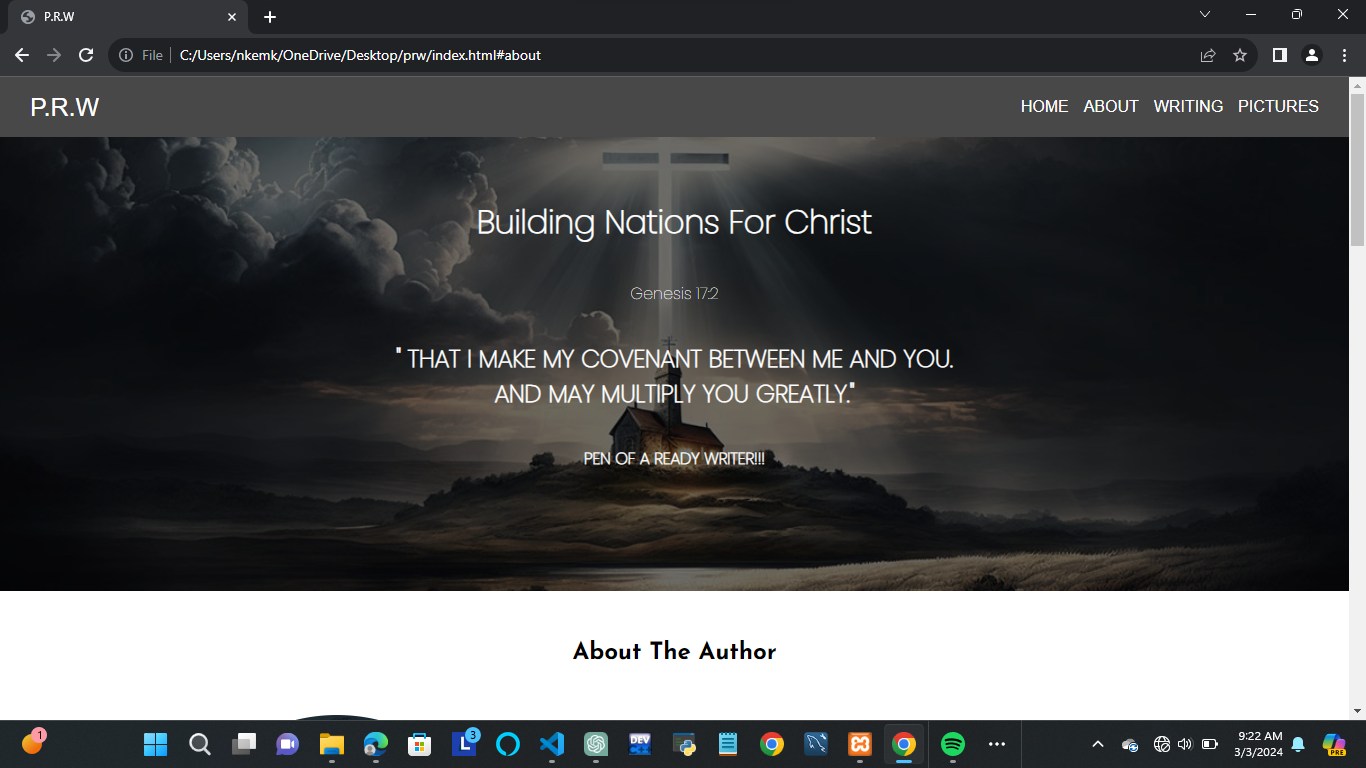 P.R.W
File
C:/Users/nkemk/OneDrive/Desktop/prw/index.html#about
P.R.W
HOME ABOUT WRITING PICTURES
Building Nations For Christ
Genesis 17:2
" THAT I MAKE MY COVENANT BETWEEN ME AND YOU.
AND MAY MULTIPLY YOU GREATLY."
PEN OF A READY WRITER!!!
About The Author
1
L
3
DEV
PRE
9:22 AM
3/3/2024